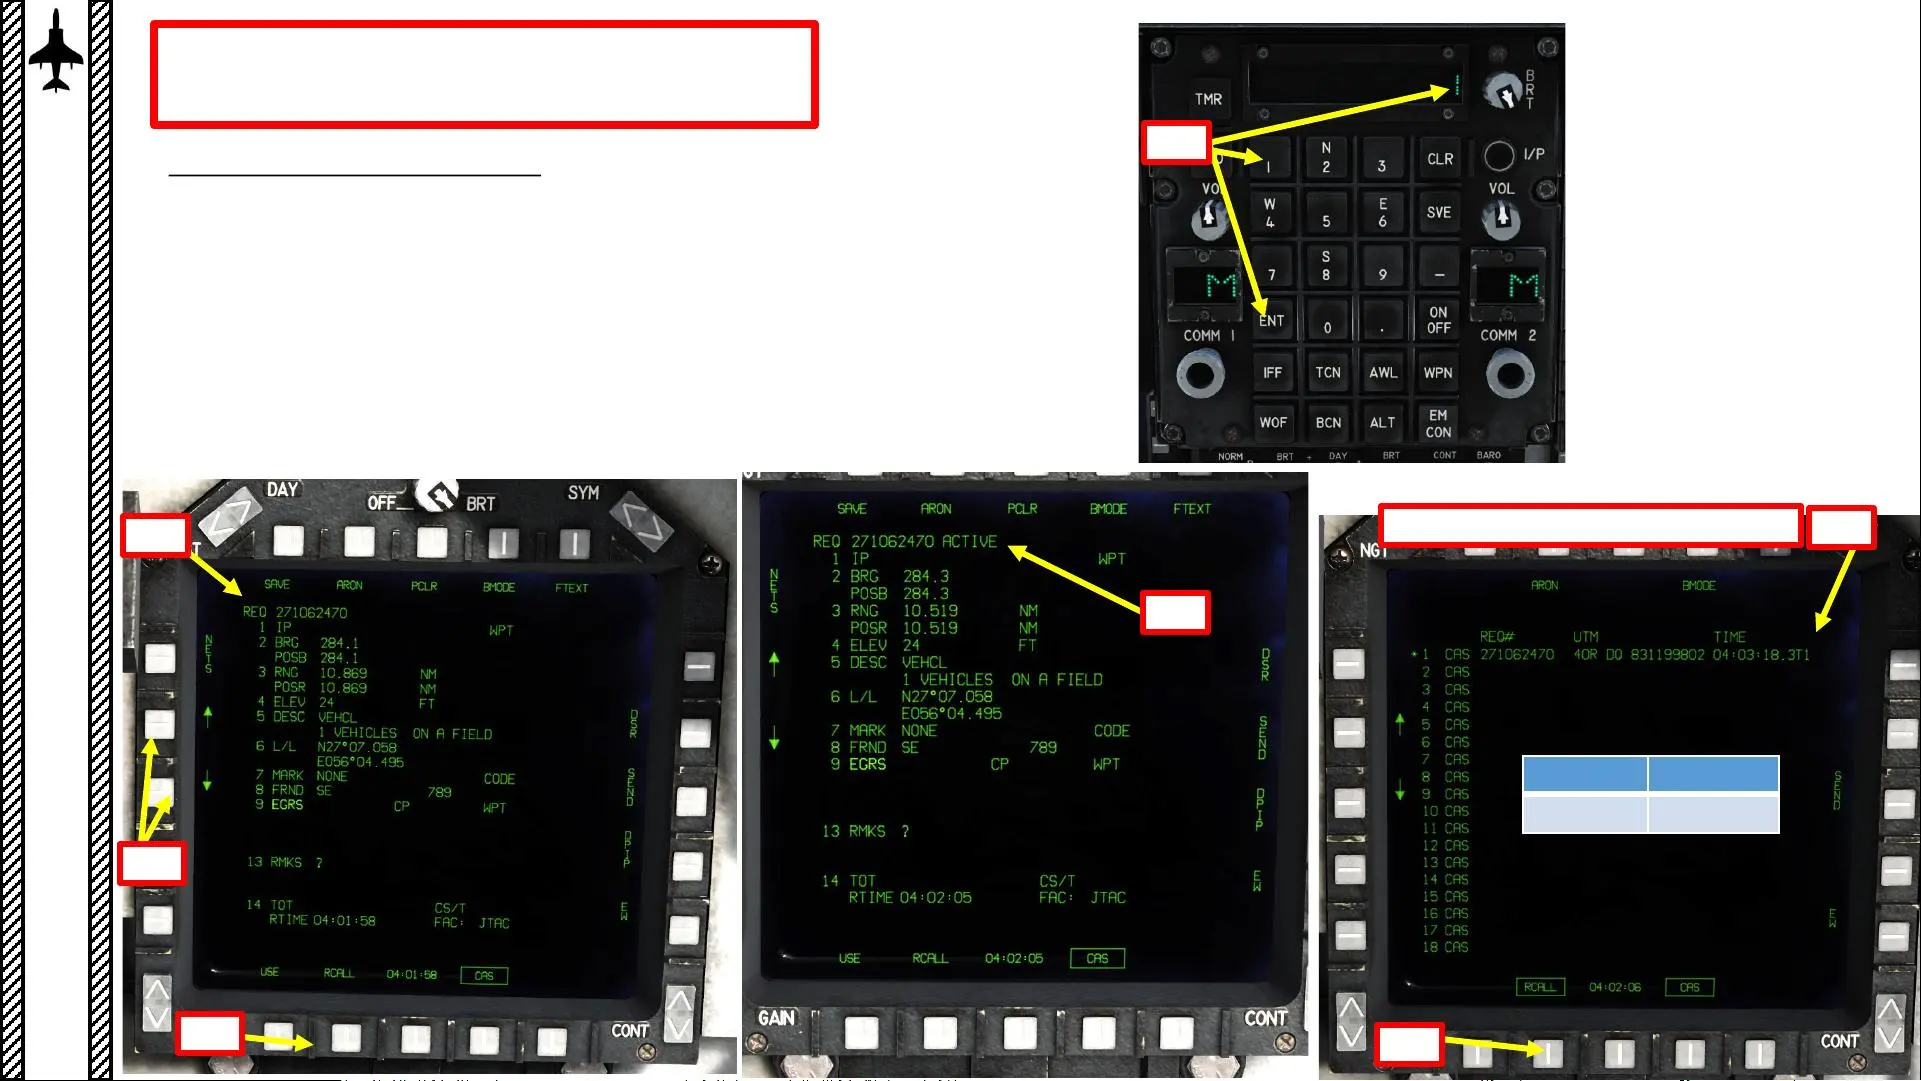 TMR
BRT
1
N 2
3
CLR
I/P
VOL
W 4
5
E 6
SVE
VOL
7
S 8
9
-
M
M
ENT
0
.
ON OFF
COMM 1
COMM 2
IFF
TCN
AWL
WPN
WOF
BCN
ALT
EM CON
NORM
BRT
DAY
BRT
CONT
BARO
DAY
OFF
BRT
SYM
SAVE ARON PCLR BMODE FTEXT
REQ 271062470
1 IP WPT
2 BRG 284.1
POSB 284.1
3 RNG 10.869 NM
POSR 10.869 NM
4 ELEV 24 FT
5 DESC VEHCL
1 VEHICLES ON A FIELD
6 L/L N27°07.058
E056°04.495
7 MARK NONE CODE
8 FRND SE 789
9 EGRS CP WPT
13 RMKS ?
14 TOT CS/T
RTIME 04:01:58 FAC: JTAC
USE RCALL 04:01:58 CAS
NETS
DSR
SEND
DPIP
EW
CONT
SAVE ARON PCLR BMODE FTEXT
REQ 271062470 ACTIVE
1 IP WPT
2 BRG 284.3
POSB 284.3
3 RNG 10.519 NM
POSR 10.519 NM
4 ELEV 24 FT
5 DESC VEHCL
1 VEHICLES ON A FIELD
6 L/L N27°07.058
E056°04.495
7 MARK NONE CODE
8 FRND SE 789
9 EGRS CP WPT
13 RMKS ?
14 TOT CS/T
RTIME 04:02:05 FAC: JTAC
USE RCALL 04:02:05 CAS
NETS
DSR
SEND
DPIP
EW
GAIN
CONT
NGT
ARON BMODE
REQ# UTM TIME
*1 CAS 271062470 40R DQ 831199802 04:03:18.3T1
2 CAS
3 CAS
4 CAS
5 CAS
6 CAS
7 CAS
8 CAS
9 CAS
10 CAS
11 CAS
12 CAS
13 CAS
14 CAS
15 CAS
16 CAS
17 CAS
18 CAS
SEND
EW
RCALL 04:02:06 CAS
CONT